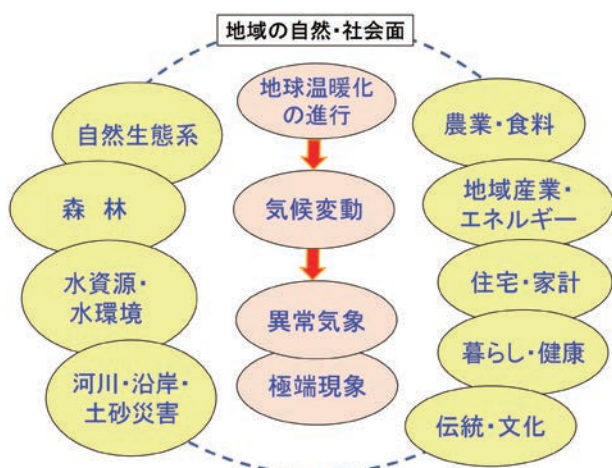 地域の自然・社会面
地球温暖化
の進行
気候変動
異常気象
極端現象
自然生態系
森 林
水資源・
水環境
河川・沿岸・
土砂災害
農業・食料
地域産業・
エネルギー
住宅・家計
暮らし・健康
伝統・文化